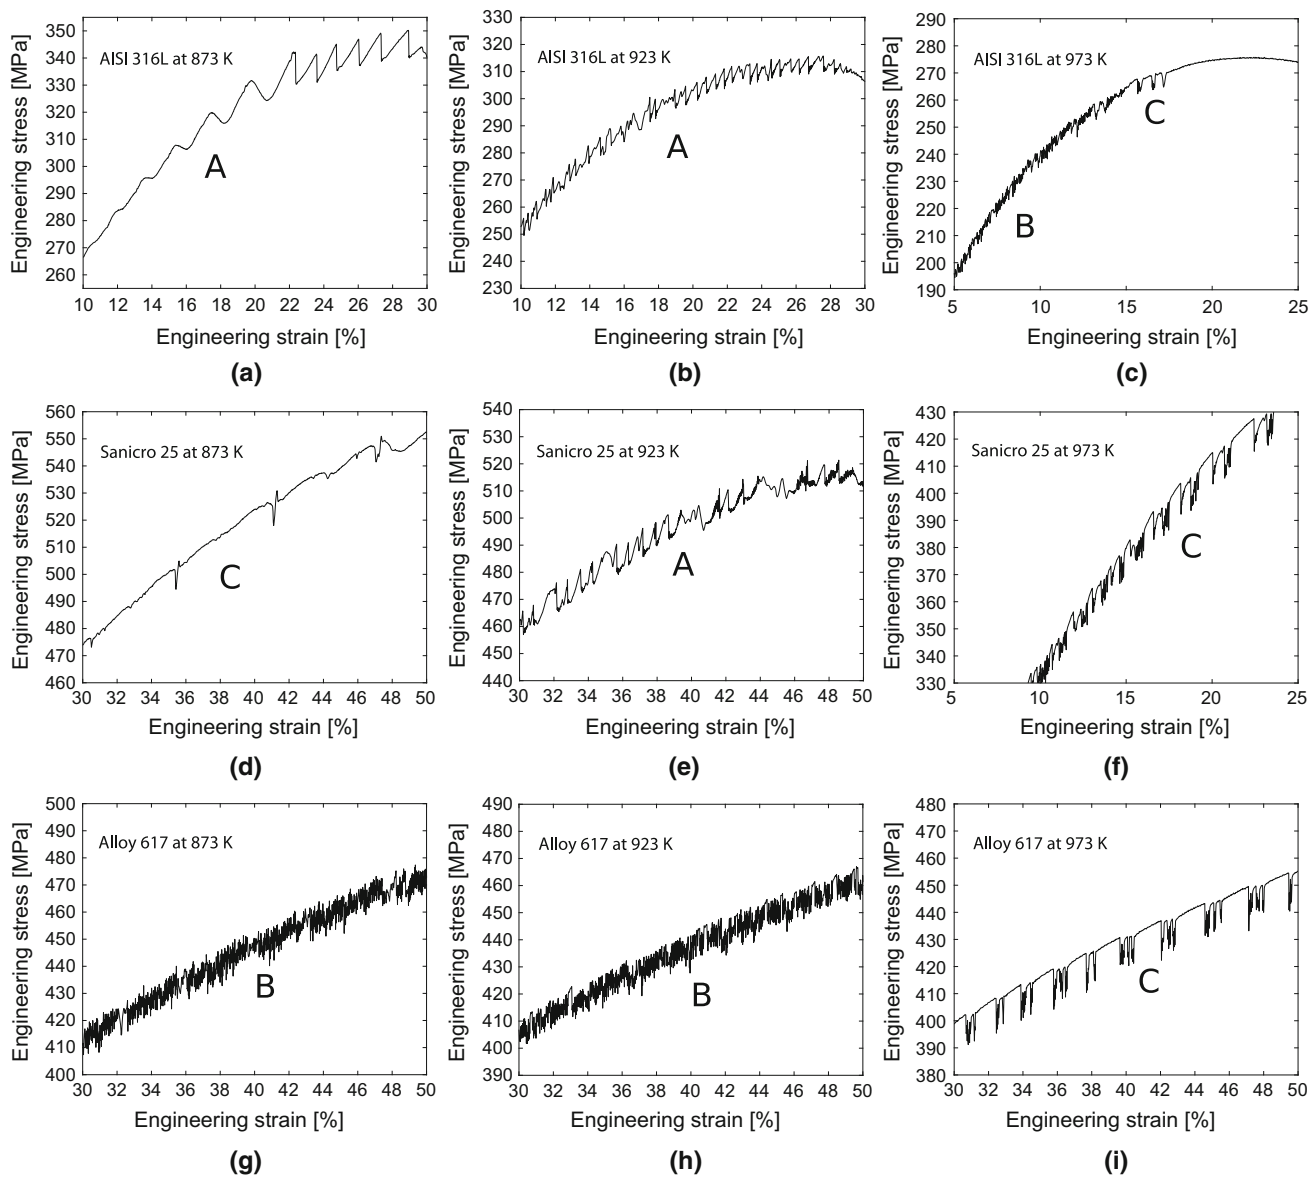 Engineering stress [MPa]
350
340
330
320
310
300
290
280
270
260
AISI 316L at 873 K
A
10 12 14 16 18 20 22 24 26 28 30
Engineering strain [%]
(a)
Engineering stress [MPa]
330
320
310
300
290
280
270
260
250
240
230
AISI 316L at 923 K
A
10 12 14 16 18 20 22 24 26 28 30
Engineering strain [%]
(b)
Engineering stress [MPa]
290
280
270
260
250
240
230
220
210
200
190
AISI 316L at 973 K
C
B
5 10 15 20 25
Engineering strain [%]
(c)
Engineering stress [MPa]
560
550
540
530
520
510
500
490
480
470
460
Sanicro 25 at 873 K
C
30 32 34 36 38 40 42 44 46 48 50
Engineering strain [%]
(d)
Engineering stress [MPa]
540
530
520
510
500
490
480
470
460
450
440
Sanicro 25 at 923 K
A
30 32 34 36 38 40 42 44 46 48 50
Engineering strain [%]
(e)
Engineering stress [MPa]
430
420
410
400
390
380
370
360
350
340
330
Sanicro 25 at 973 K
C
5 10 15 20 25
Engineering strain [%]
(f)
Engineering stress [MPa]
500
490
480
470
460
450
440
430
420
410
400
Alloy 617 at 873 K
B
30 32 34 36 38 40 42 44 46 48 50
Engineering strain [%]
(g)
Engineering stress [MPa]
490
480
470
460
450
440
430
420
410
400
390
Alloy 617 at 923 K
B
30 32 34 36 38 40 42 44 46 48 50
Engineering strain [%]
(h)
Engineering stress [MPa]
480
470
460
450
440
430
420
410
400
390
380
Alloy 617 at 973 K
C
30 32 34 36 38 40 42 44 46 48 50
Engineering strain [%]
(i)